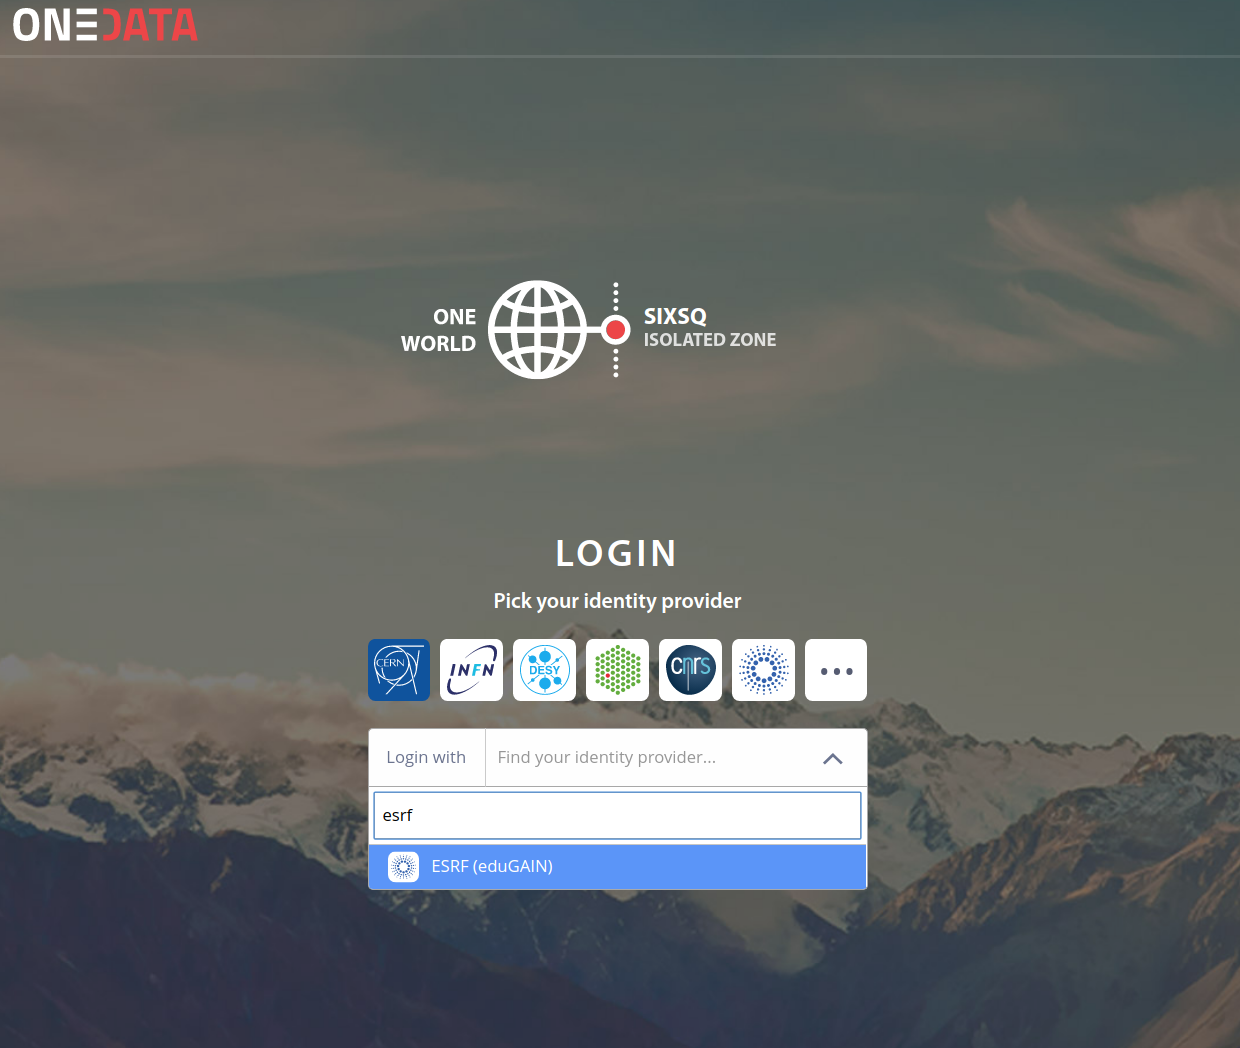 ONEDATA
ONE
WORLD
SIXSQ
ISOLATED ZONE
LOGIN
Pick your identity provider
CERN
INFN
DESY
cnrs
Login with
Find your identity provider...
esrf
ESRF (eduGAIN)